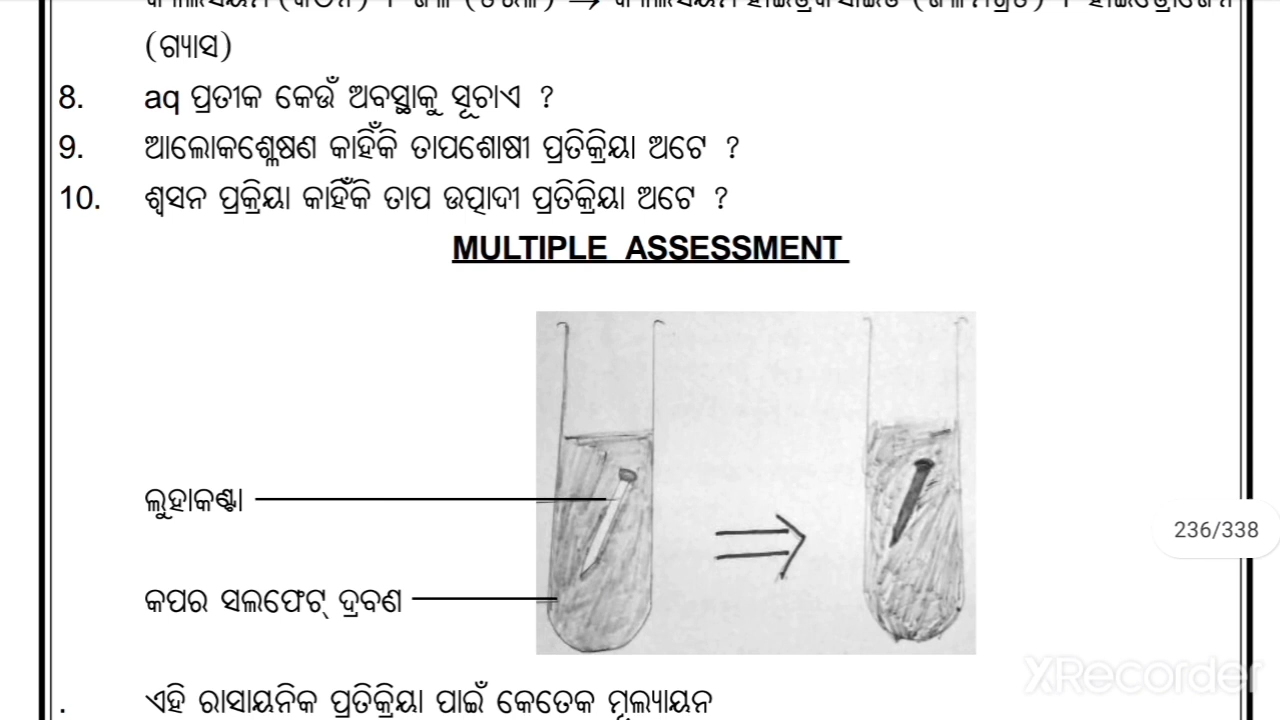 (ଗ୍ୟାସ)
8. aq ପ୍ରତୀକ କେଉଁ ଅବସ୍ଥାକୁ ସୂଚାଏ ?
9. ଆଲୋକଶ୍ଳେଷଣ କାହିଁକି ତାପଶୋଷୀ ପ୍ରତିକ୍ରିୟା ଅଟେ ?
10. ଶ୍ୱସନ ପ୍ରକ୍ରିୟା କାହିଁକି ତାପ ଉତ୍ପାଦୀ ପ୍ରତିକ୍ରିୟା ଅଟେ ?
MULTIPLE ASSESSMENT
ଲୁହାକଣ୍ଟା
236/338
କପର ସଲଫେଟ୍ ଦ୍ରବଣ
XRecorder
. ଏହି ରାସାୟନିକ ପ୍ରତିକ୍ରିୟା ପାଇଁ କେତେକ ମୂଲ୍ୟାୟନ